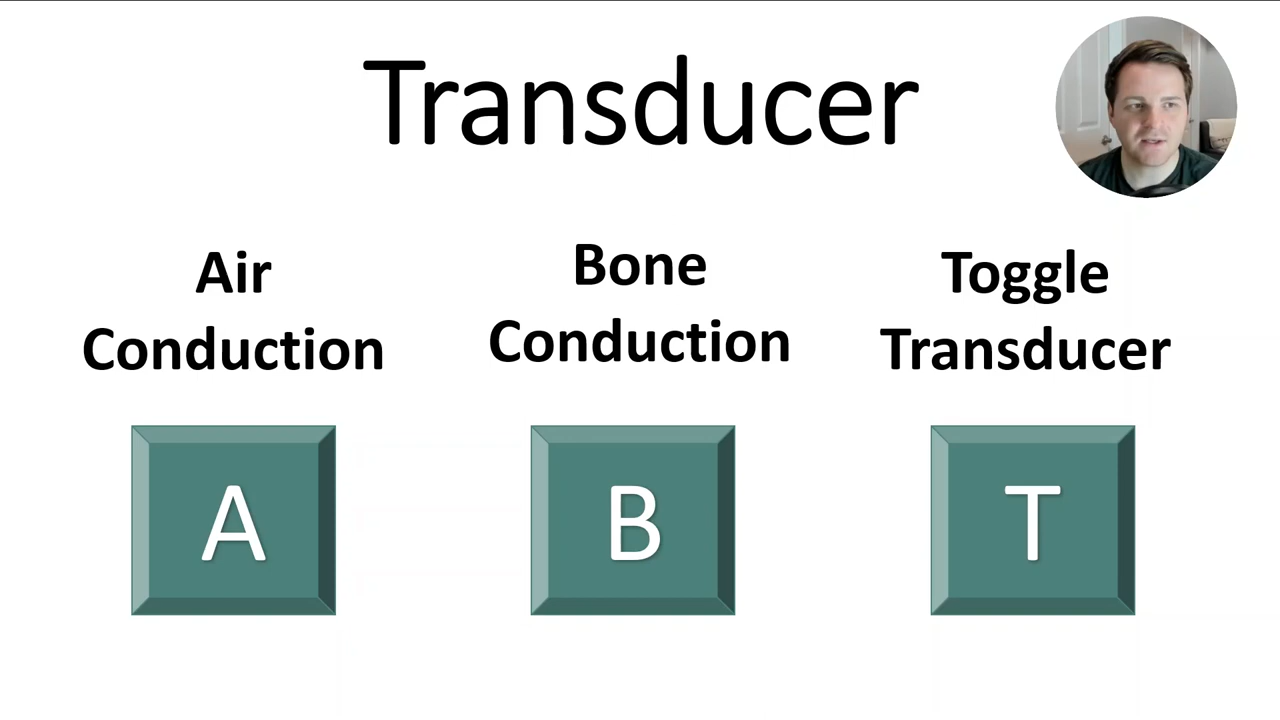 Transducer
Air
Conduction
Bone
Conduction
Toggle
Transducer
A
B
T